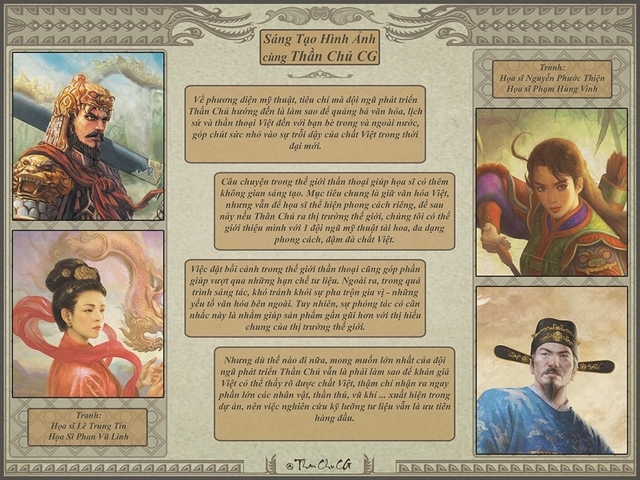 Sáng Tạo Hình Ảnh
cùng Thần Chủ CG
Tranh:
Họa sĩ Nguyễn Phước Thiện
Họa sĩ Phạm Hùng Vinh
Về phương diện mỹ thuật, tiêu chí mà đội ngũ phát triển
Thần Chủ hướng đến là làm sao để quảng bá văn hóa, lịch
sử và thần thoại Việt đến với bạn bè trong và ngoài nước,
góp chút sức nhỏ vào sự trỗi dậy của chất Việt trong thời
đại mới.
Câu chuyện trong thế giới thần thoại giúp họa sĩ có thêm
không gian sáng tạo. Mục tiêu chung là giữ văn hóa Việt,
nhưng vẫn để họa sĩ thể hiện phong cách riêng, để sau
này nếu Thần Chủ ra thị trường thế giới, chúng tôi có thể
giới thiệu mình với 1 đội ngũ mỹ thuật tài hoa, đa dạng
phong cách, đậm đà chất Việt.
Việc đặt bối cảnh trong thế giới thần thoại cũng góp phần
giúp vượt qua những hạn chế tư liệu. Ngoài ra, trong quá
trình sáng tác, khó tránh khỏi sự pha trộn gia vị - những
yếu tố văn hóa bên ngoài. Tuy nhiên, sự phóng tác có cân
nhắc này là nhằm giúp sản phẩm gần gũi hơn với thị hiếu
chung của thị trường thế giới.
Nhưng dù thế nào đi nữa, mong muốn lớn nhất của đội
ngũ phát triển Thần Chủ vẫn là phải làm sao để khán giả
Việt có thể thấy rõ được chất Việt, thậm chí nhận ra ngay
phần lớn các nhân vật, thần thú, vũ khí ... xuất hiện trong
dự án, nên việc nghiên cứu kỹ lưỡng tư liệu vẫn là ưu tiên
hàng đầu.
Tranh:
Họa sĩ Lê Trung Tín
Họa Sĩ Phan Vũ Linh
@ Thần Chủ CG